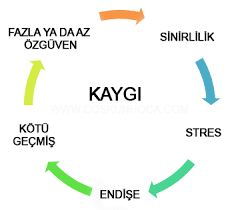 FAZLA YA DA AZ
ÖZGÜVEN
SİNİRLİLİK
KAYGI
KÖTÜ
GEÇMİŞ
STRES
ENDİŞE